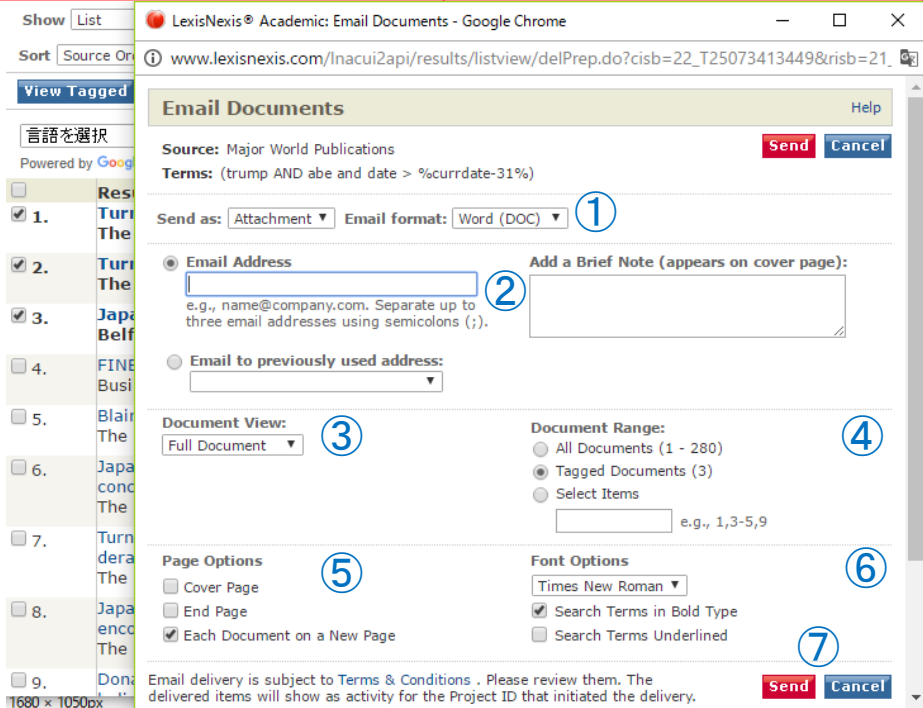 Show List
Sort Source Or
View Tagged
言語を選択
Powered by Goog
Res
1. Turn
The
2. Turn
The
3. Japa
Belf
4. FINE
Busi
5. Blair
The
6. Japa
conc
The
7. Turn
dera
The
8. Japa
enco
The
9. Dona
1680 × 1050px
LexisNexis® Academic: Email Documents - Google Chrome
www.lexisnexis.com/lnacui2api/results/listview/delPrep.do?cisb=22_T25073413449&risb=21_
Email Documents Help
Source: Major World Publications Send Cancel
Terms: (trump AND abe and date > %currdate-31%)
Send as: Attachment Email format: Word (DOC) ①
Email Address
②
e.g., name@company.com. Separate up to
three email addresses using semicolons (;).
Add a Brief Note (appears on cover page):
Email to previously used address:
Document View:
Full Document ③
Document Range: ④
All Documents (1 - 280)
Tagged Documents (3)
Select Items
e.g., 1,3-5,9
Page Options ⑤
Cover Page
End Page
Each Document on a New Page
Font Options ⑥
Times New Roman
Search Terms in Bold Type
Search Terms Underlined
⑦
Email delivery is subject to Terms & Conditions . Please review them. The
delivered items will show as activity for the Project ID that initiated the delivery.
Send Cancel